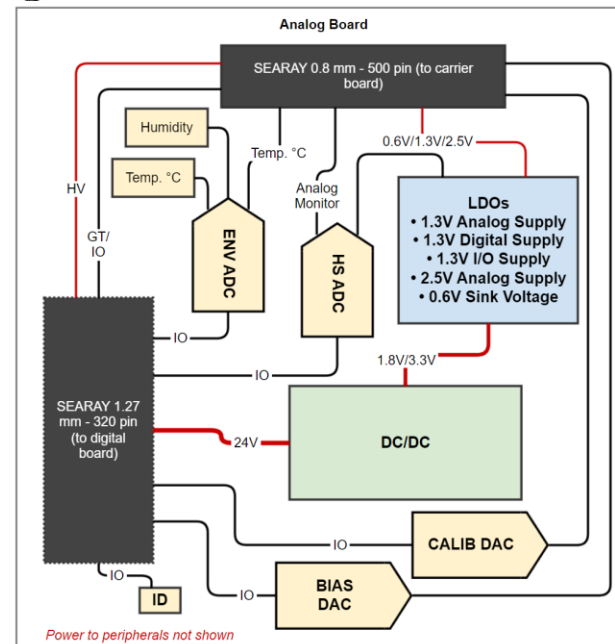 Analog Board
SEARAY 0.8 mm - 500 pin (to carrier
board)
Humidity
Temp. °C
Temp. °C
0.6V/1.3V/2.5V
HV
GT/
IO
Analog
Monitor
ENV ADC
HS ADC
LDOs
• 1.3V Analog Supply
• 1.3V Digital Supply
• 1.3V I/O Supply
• 2.5V Analog Supply
• 0.6V Sink Voltage
IO
IO
1.8V/3.3V
SEARAY 1.27
mm - 320 pin
(to digital
board)
24V
DC/DC
IO
CALIB DAC
IO
ID
IO
BIAS
DAC
Power to peripherals not shown